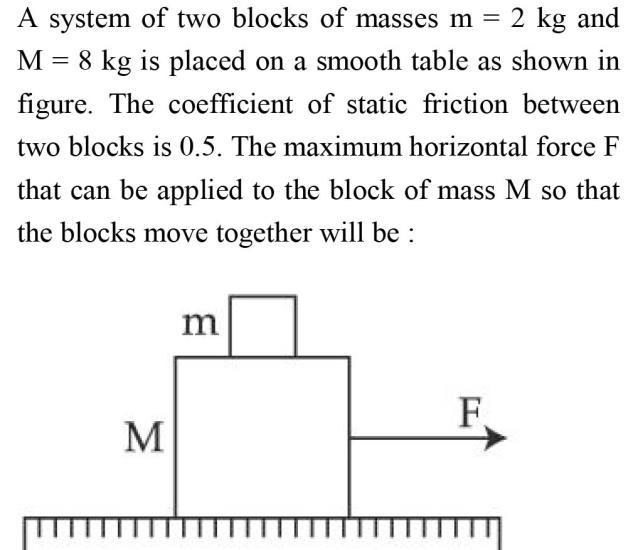 A system of two blocks of masses m = 2 kg and
M = 8 kg is placed on a smooth table as shown in
figure. The coefficient of static friction between
two blocks is 0.5. The maximum horizontal force F
that can be applied to the block of mass M so that
the blocks move together will be :
m
F
M